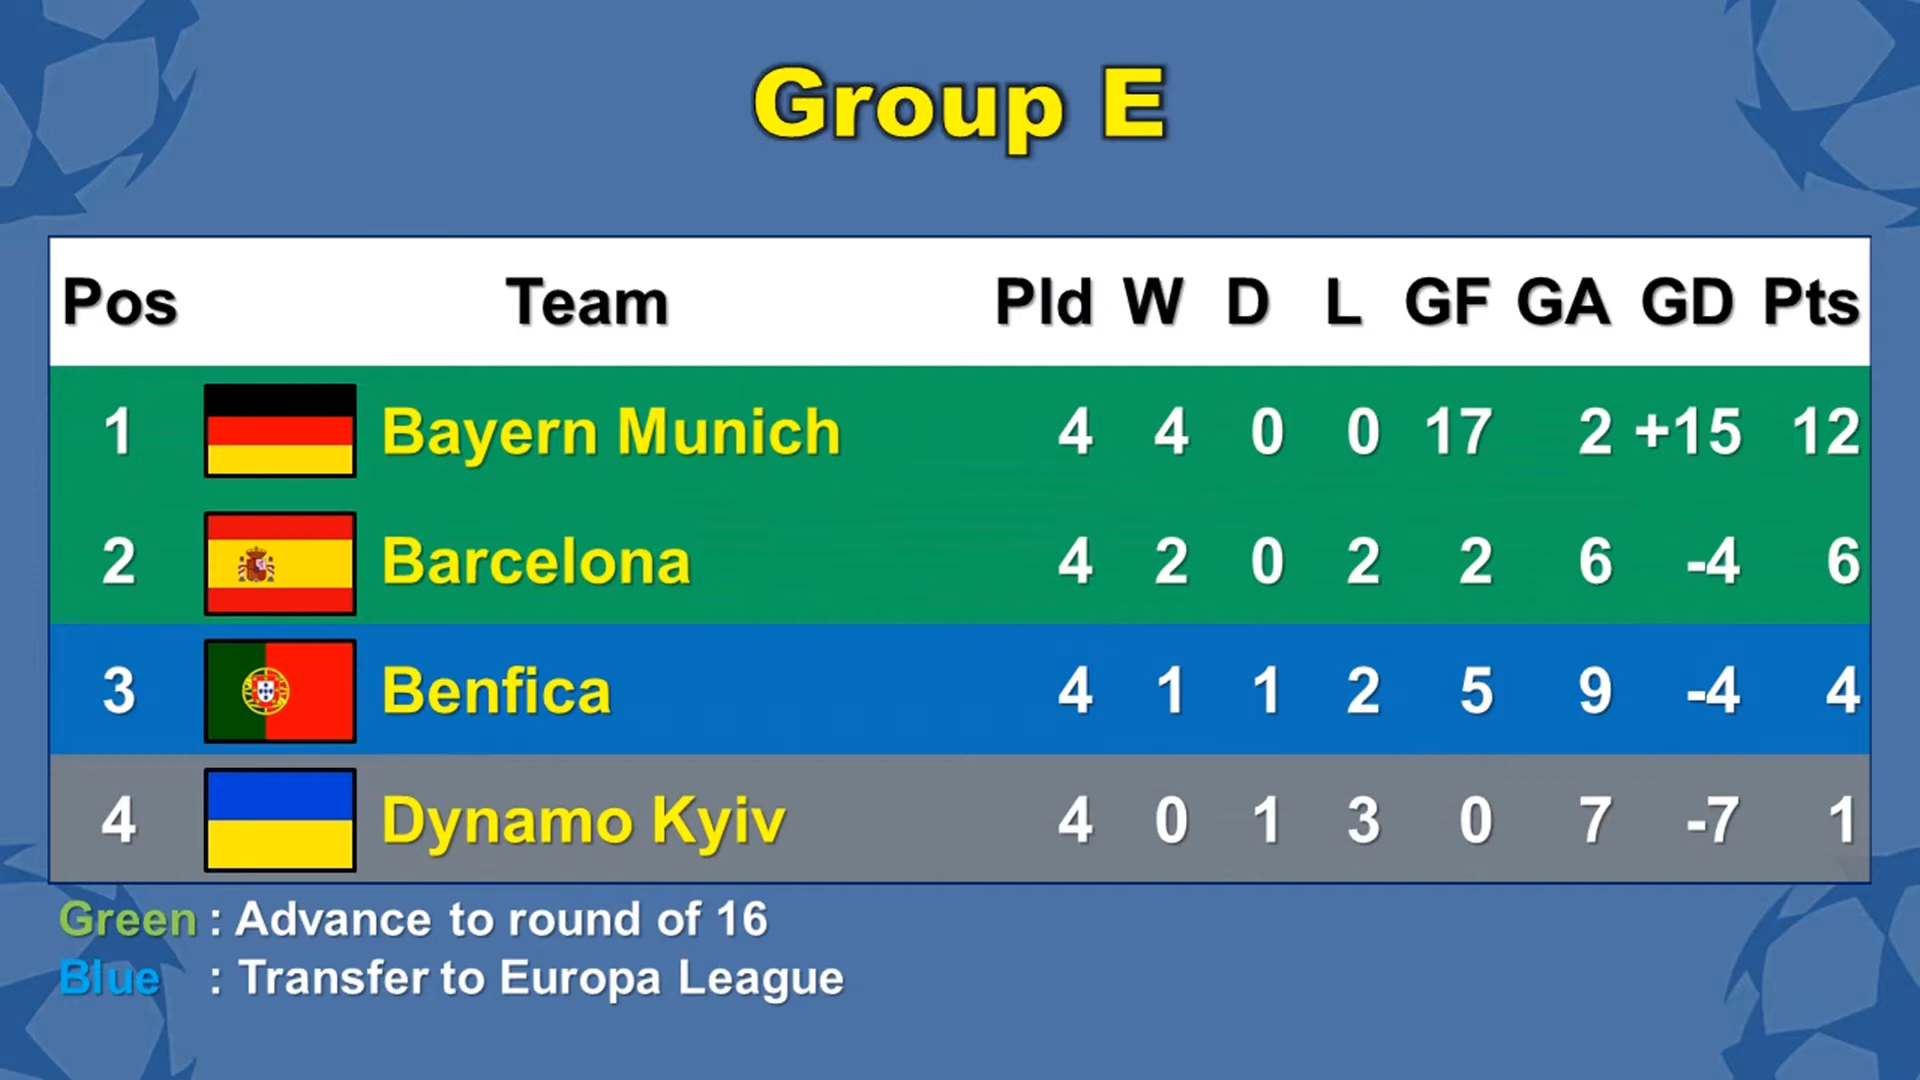 Group E
Pos Team Pld W D L GF GA GD Pts
1 Bayern Munich 4 4 0 0 17 2 +15 12
2 Barcelona 4 2 0 2 2 6 -4 6
3 Benfica 4 1 1 2 5 9 -4 4
4 Dynamo Kyiv 4 0 1 3 0 7 -7 1
Green : Advance to round of 16
Blue : Transfer to Europa League